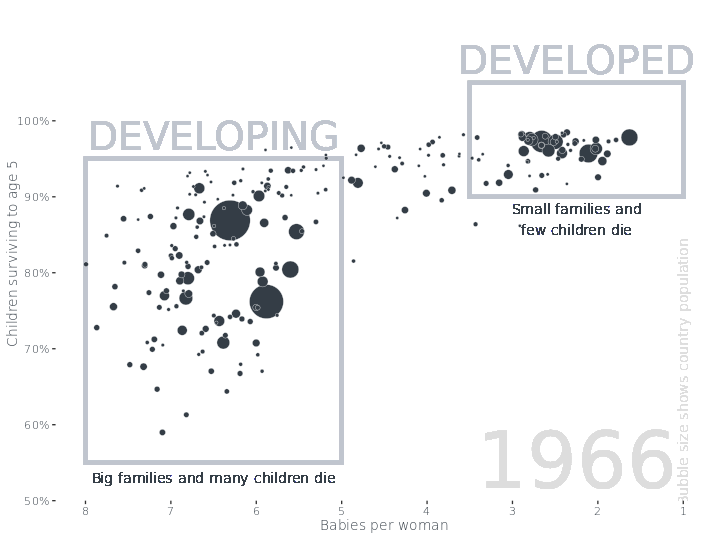 DEVELOPED
DEVELOPING
100%
90%
80%
70%
60%
50%
Children surviving to age 5
Small families and
'few children die
Big families and many children die
1966
Bubble size shows country population
8 7 6 5 4 3 2 1
Babies per woman